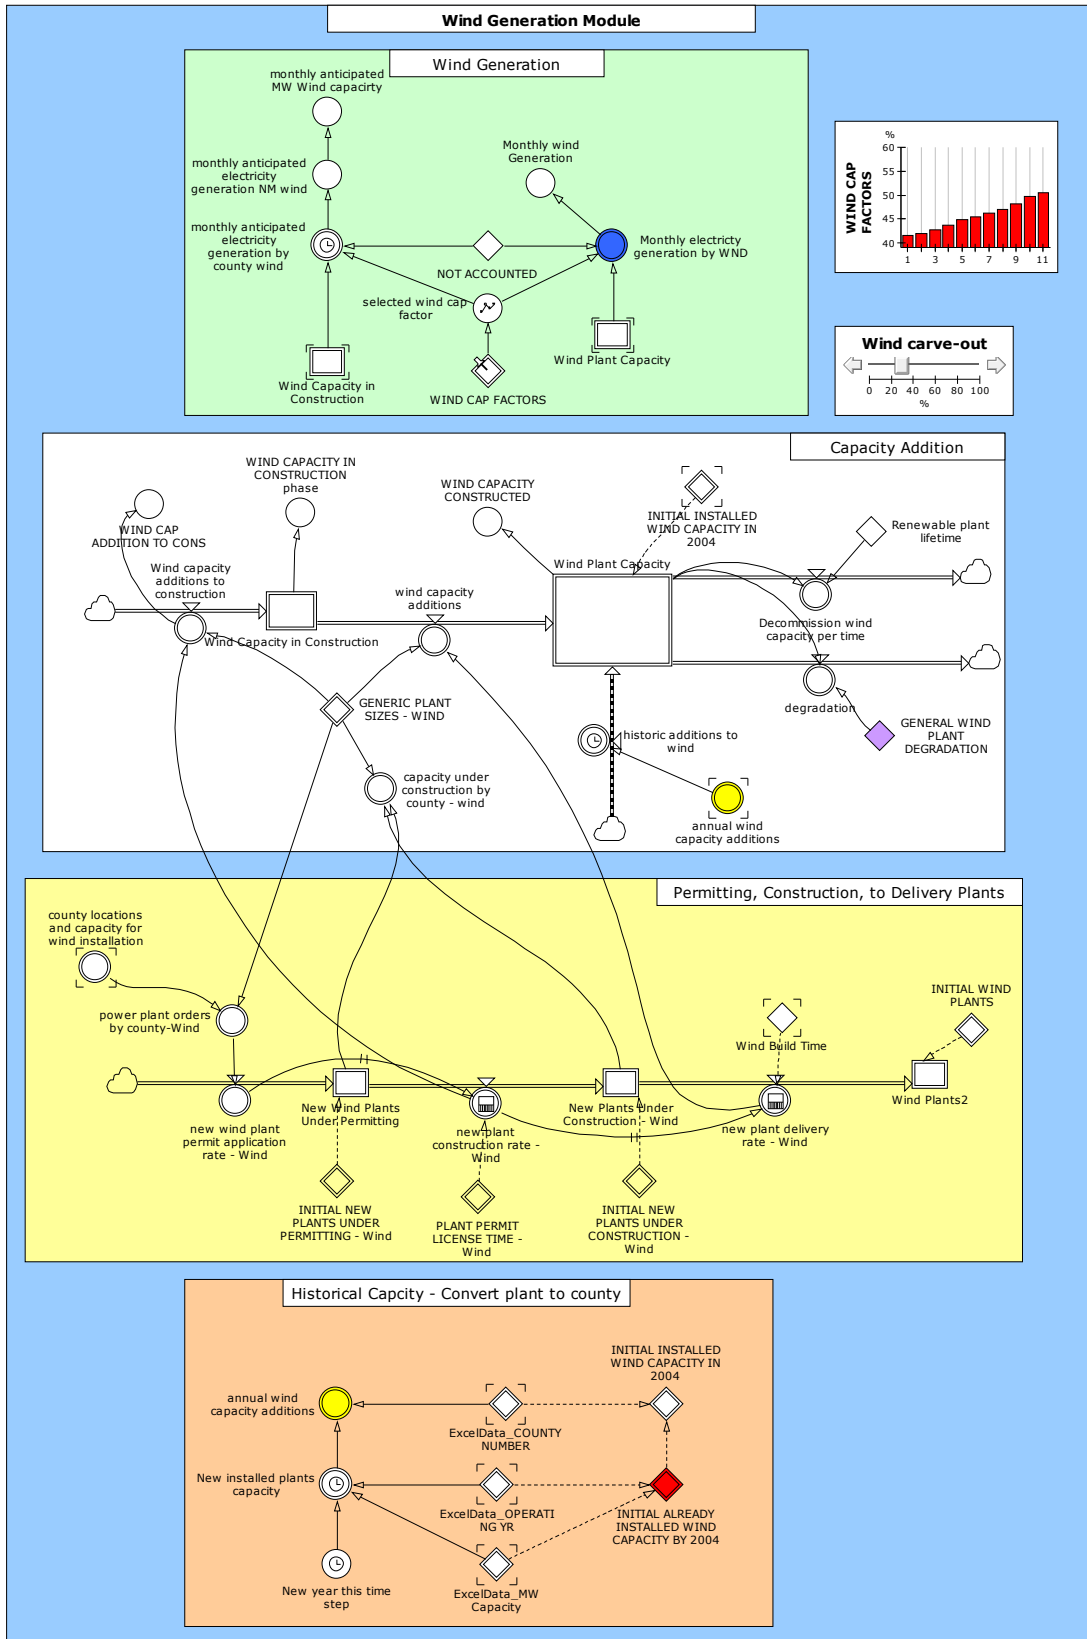 Wind Generation Module
Wind Generation
monthly anticipated
MW Wind capacirty
monthly anticipated
electricity
generation NM wind
monthly anticipated
electricity
generation by
county wind
Monthly wind
Generation
NOT ACCOUNTED
Monthly electricty
generation by WND
selected wind cap
factor
Wind Capacity in
Construction
WIND CAP FACTORS
Wind Plant Capacity
WIND CAP
FACTORS
%
60
55
50
45
40
1
3
5
7
9
11
Wind carve-out
0 20 40 60 80 100
%
Capacity Addition
WIND CAP
ADDITION TO CONS
WIND CAPACITY IN
CONSTRUCTION
phase
WIND CAPACITY
CONSTRUCTED
INITIAL INSTALLED
WIND CAPACITY IN
2004
Renewable plant
lifetime
Wind capacity
additions to
construction
Wind Capacity in Construction
wind capacity
additions
Wind Plant Capacity
Decommission wind
capacity per time
degradation
GENERAL WIND
PLANT
DEGRADATION
GENERIC PLANT
SIZES - WIND
capacity under
construction by
county - wind
historic additions to
wind
annual wind
capacity additions
Permitting, Construction, to Delivery Plants
county locations
and capacity for
wind installation
power plant orders
by county-Wind
new wind plant
permit application
rate - Wind
New Wind Plants
Under Permitting
new plant
construction rate -
Wind
New Plants Under
Construction - Wind
Wind Build Time
new plant delivery
rate - Wind
INITIAL WIND
PLANTS
Wind Plants2
INITIAL NEW
PLANTS UNDER
PERMITTING - Wind
PLANT PERMIT
LICENSE TIME -
Wind
INITIAL NEW
PLANTS UNDER
CONSTRUCTION -
Wind
Historical Capcity - Convert plant to county
annual wind
capacity additions
ExcelData_COUNTY
NUMBER
INITIAL INSTALLED
WIND CAPACITY IN
2004
New installed plants
capacity
ExcelData_OPERATI
NG YR
INITIAL ALREADY
INSTALLED WIND
CAPACITY BY 2004
New year this time
step
ExcelData_MW
Capacity